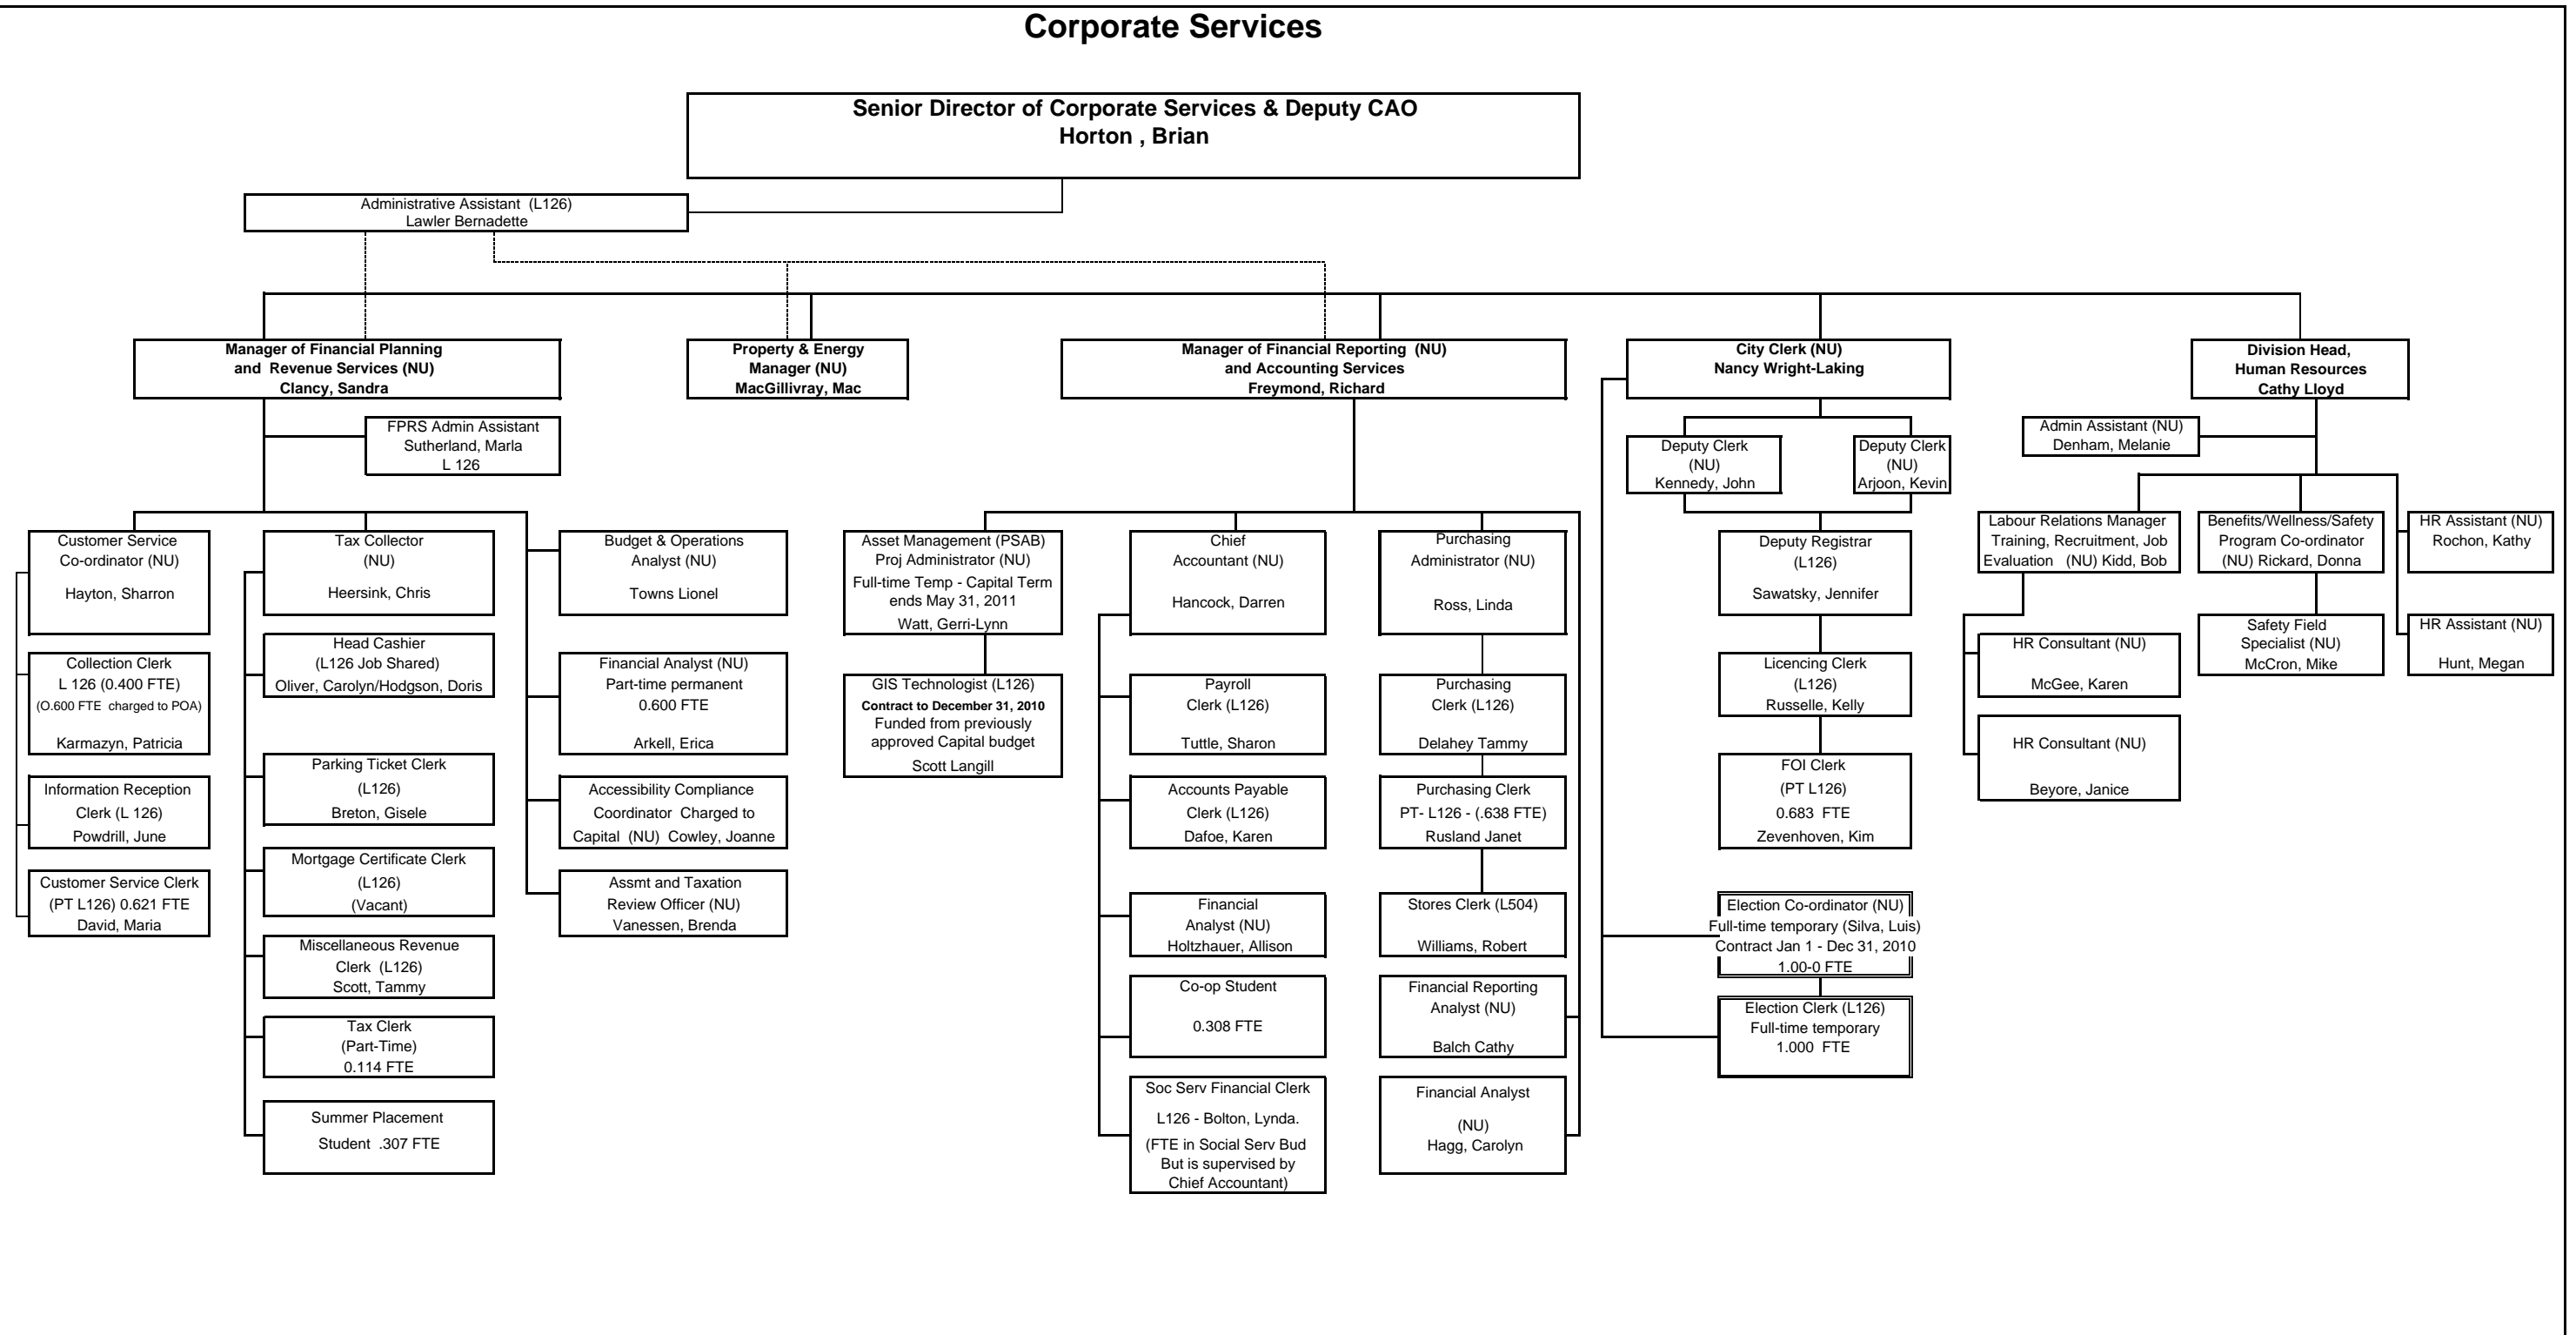 Corporate Services
Senior Director of Corporate Services & Deputy CAO
Horton , Brian
Administrative Assistant (L126)
Lawler Bernadette
Manager of Financial Planning
and Revenue Services (NU)
Clancy, Sandra
Property & Energy
Manager (NU)
MacGillivray, Mac
Manager of Financial Reporting (NU)
and Accounting Services
Freymond, Richard
City Clerk (NU)
Nancy Wright-Laking
Division Head,
Human Resources
Cathy Lloyd
FPRS Admin Assistant
Sutherland, Marla
L 126
Deputy Clerk
(NU)
Kennedy, John
Deputy Clerk
(NU)
Arjoon, Kevin
Admin Assistant (NU)
Denham, Melanie
Customer Service
Co-ordinator (NU)
Hayton, Sharron
Collection Clerk
L 126 (0.400 FTE)
(O.600 FTE charged to POA)
Karmazyn, Patricia
Information Reception
Clerk (L 126)
Powdrill, June
Customer Service Clerk
(PT L126) 0.621 FTE
David, Maria
Tax Collector
(NU)
Heersink, Chris
Head Cashier
(L126 Job Shared)
Oliver, Carolyn/Hodgson, Doris
Parking Ticket Clerk
(L126)
Breton, Gisele
Mortgage Certificate Clerk
(L126)
(Vacant)
Miscellaneous Revenue
Clerk (L126)
Scott, Tammy
Tax Clerk
(Part-Time)
0.114 FTE
Summer Placement
Student .307 FTE
Budget & Operations
Analyst (NU)
Towns Lionel
Financial Analyst (NU)
Part-time permanent
0.600 FTE
Arkell, Erica
Accessibility Compliance
Coordinator Charged to
Capital (NU) Cowley, Joanne
Assmt and Taxation
Review Officer (NU)
Vanessen, Brenda
Asset Management (PSAB)
Proj Administrator (NU)
Full-time Temp - Capital Term
ends May 31, 2011
Watt, Gerri-Lynn
GIS Technologist (L126)
Contract to December 31, 2010
Funded from previously
approved Capital budget
Scott Langill
Chief
Accountant (NU)
Hancock, Darren
Payroll
Clerk (L126)
Tuttle, Sharon
Accounts Payable
Clerk (L126)
Dafoe, Karen
Financial
Analyst (NU)
Holtzhauer, Allison
Co-op Student
0.308 FTE
Soc Serv Financial Clerk
L126 - Bolton, Lynda.
(FTE in Social Serv Bud
But is supervised by
Chief Accountant)
Purchasing
Administrator (NU)
Ross, Linda
Purchasing
Clerk (L126)
Delahey Tammy
Purchasing Clerk
PT- L126 - (.638 FTE)
Rusland Janet
Stores Clerk (L504)
Williams, Robert
Financial Reporting
Analyst (NU)
Balch Cathy
Financial Analyst
(NU)
Hagg, Carolyn
Deputy Registrar
(L126)
Sawatsky, Jennifer
Licencing Clerk
(L126)
Russelle, Kelly
FOI Clerk
(PT L126)
0.683 FTE
Zevenhoven, Kim
Election Co-ordinator (NU)
Full-time temporary (Silva, Luis)
Contract Jan 1 - Dec 31, 2010
1.00-0 FTE
Election Clerk (L126)
Full-time temporary
1.000 FTE
Labour Relations Manager
Training, Recruitment, Job
Evaluation (NU) Kidd, Bob
HR Consultant (NU)
McGee, Karen
HR Consultant (NU)
Beyore, Janice
Benefits/Wellness/Safety
Program Co-ordinator
(NU) Rickard, Donna
Safety Field
Specialist (NU)
McCron, Mike
HR Assistant (NU)
Rochon, Kathy
HR Assistant (NU)
Hunt, Megan